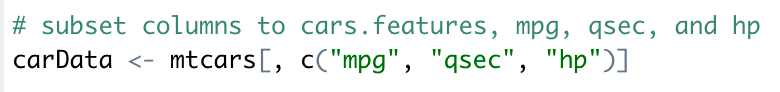 # subset columns to cars.features, mpg, qsec, and hp
carData <- mtcars[, c("mpg", "qsec", "hp")]